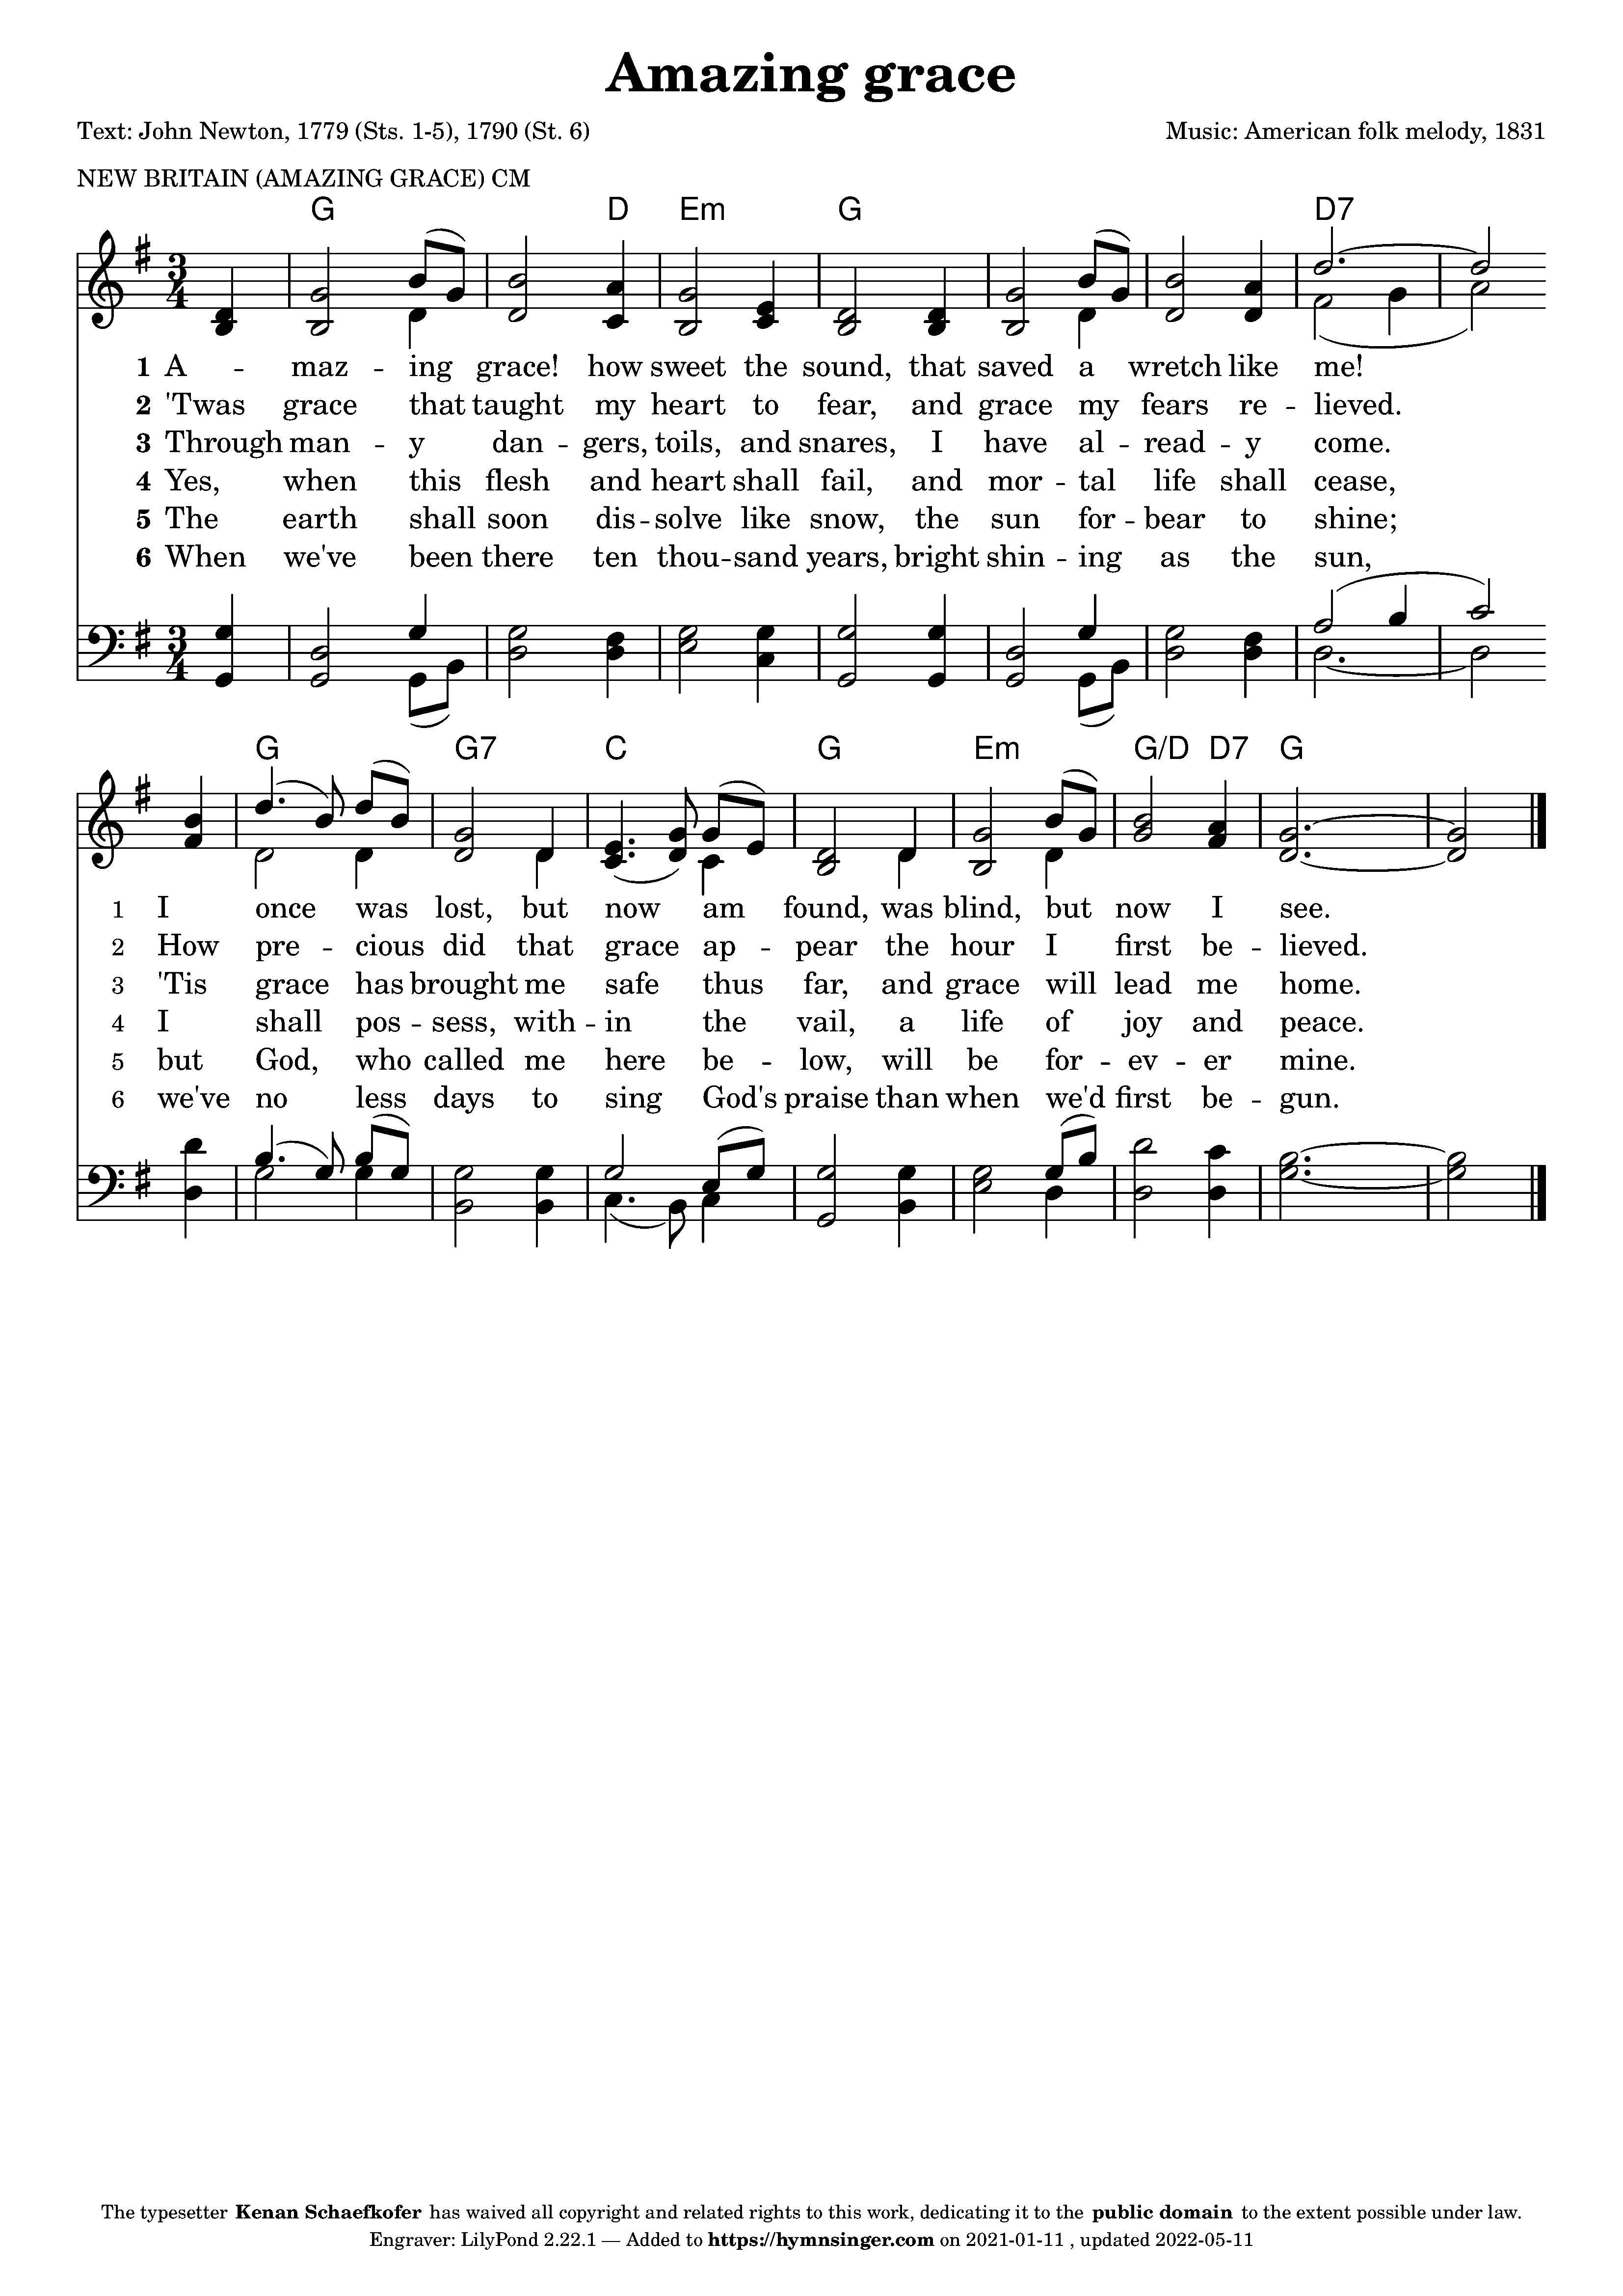 Amazing grace
Text: John Newton, 1779 (Sts. 1-5), 1790 (St. 6)
Music: American folk melody, 1831
NEW BRITAIN (AMAZING GRACE) CM
G D Em G D7
3 4
1 A -- maz -- ing grace! how sweet the sound, that saved a wretch like me!
2 'Twas grace that taught my heart to fear, and grace my fears re -- lieved.
3 Through man -- y dan -- gers, toils, and snares, I have al -- read -- y come.
4 Yes, when this flesh and heart shall fail, and mor -- tal life shall cease,
5 The earth shall soon dis -- solve like snow, the sun for -- bear to shine;
6 When we've been there ten thou -- sand years, bright shin -- ing as the sun,
3 4
G G7 C G Em G/D D7 G
1 I once was lost, but now am found, was blind, but now I see.
2 How pre -- cious did that grace ap -- pear the hour I first be -- lieved.
3 'Tis grace has brought me safe thus far, and grace will lead me home.
4 I shall pos -- sess, with -- in the vail, a life of joy and peace.
5 but God, who called me here be -- low, will be for -- ev -- er mine.
6 we've no less days to sing God's praise than when we'd first be -- gun.
The typesetter Kenan Schaefkofer has waived all copyright and related rights to this work, dedicating it to the public domain to the extent possible under law.
Engraver: LilyPond 2.22.1 — Added to https://hymnsinger.com on 2021-01-11 , updated 2022-05-11